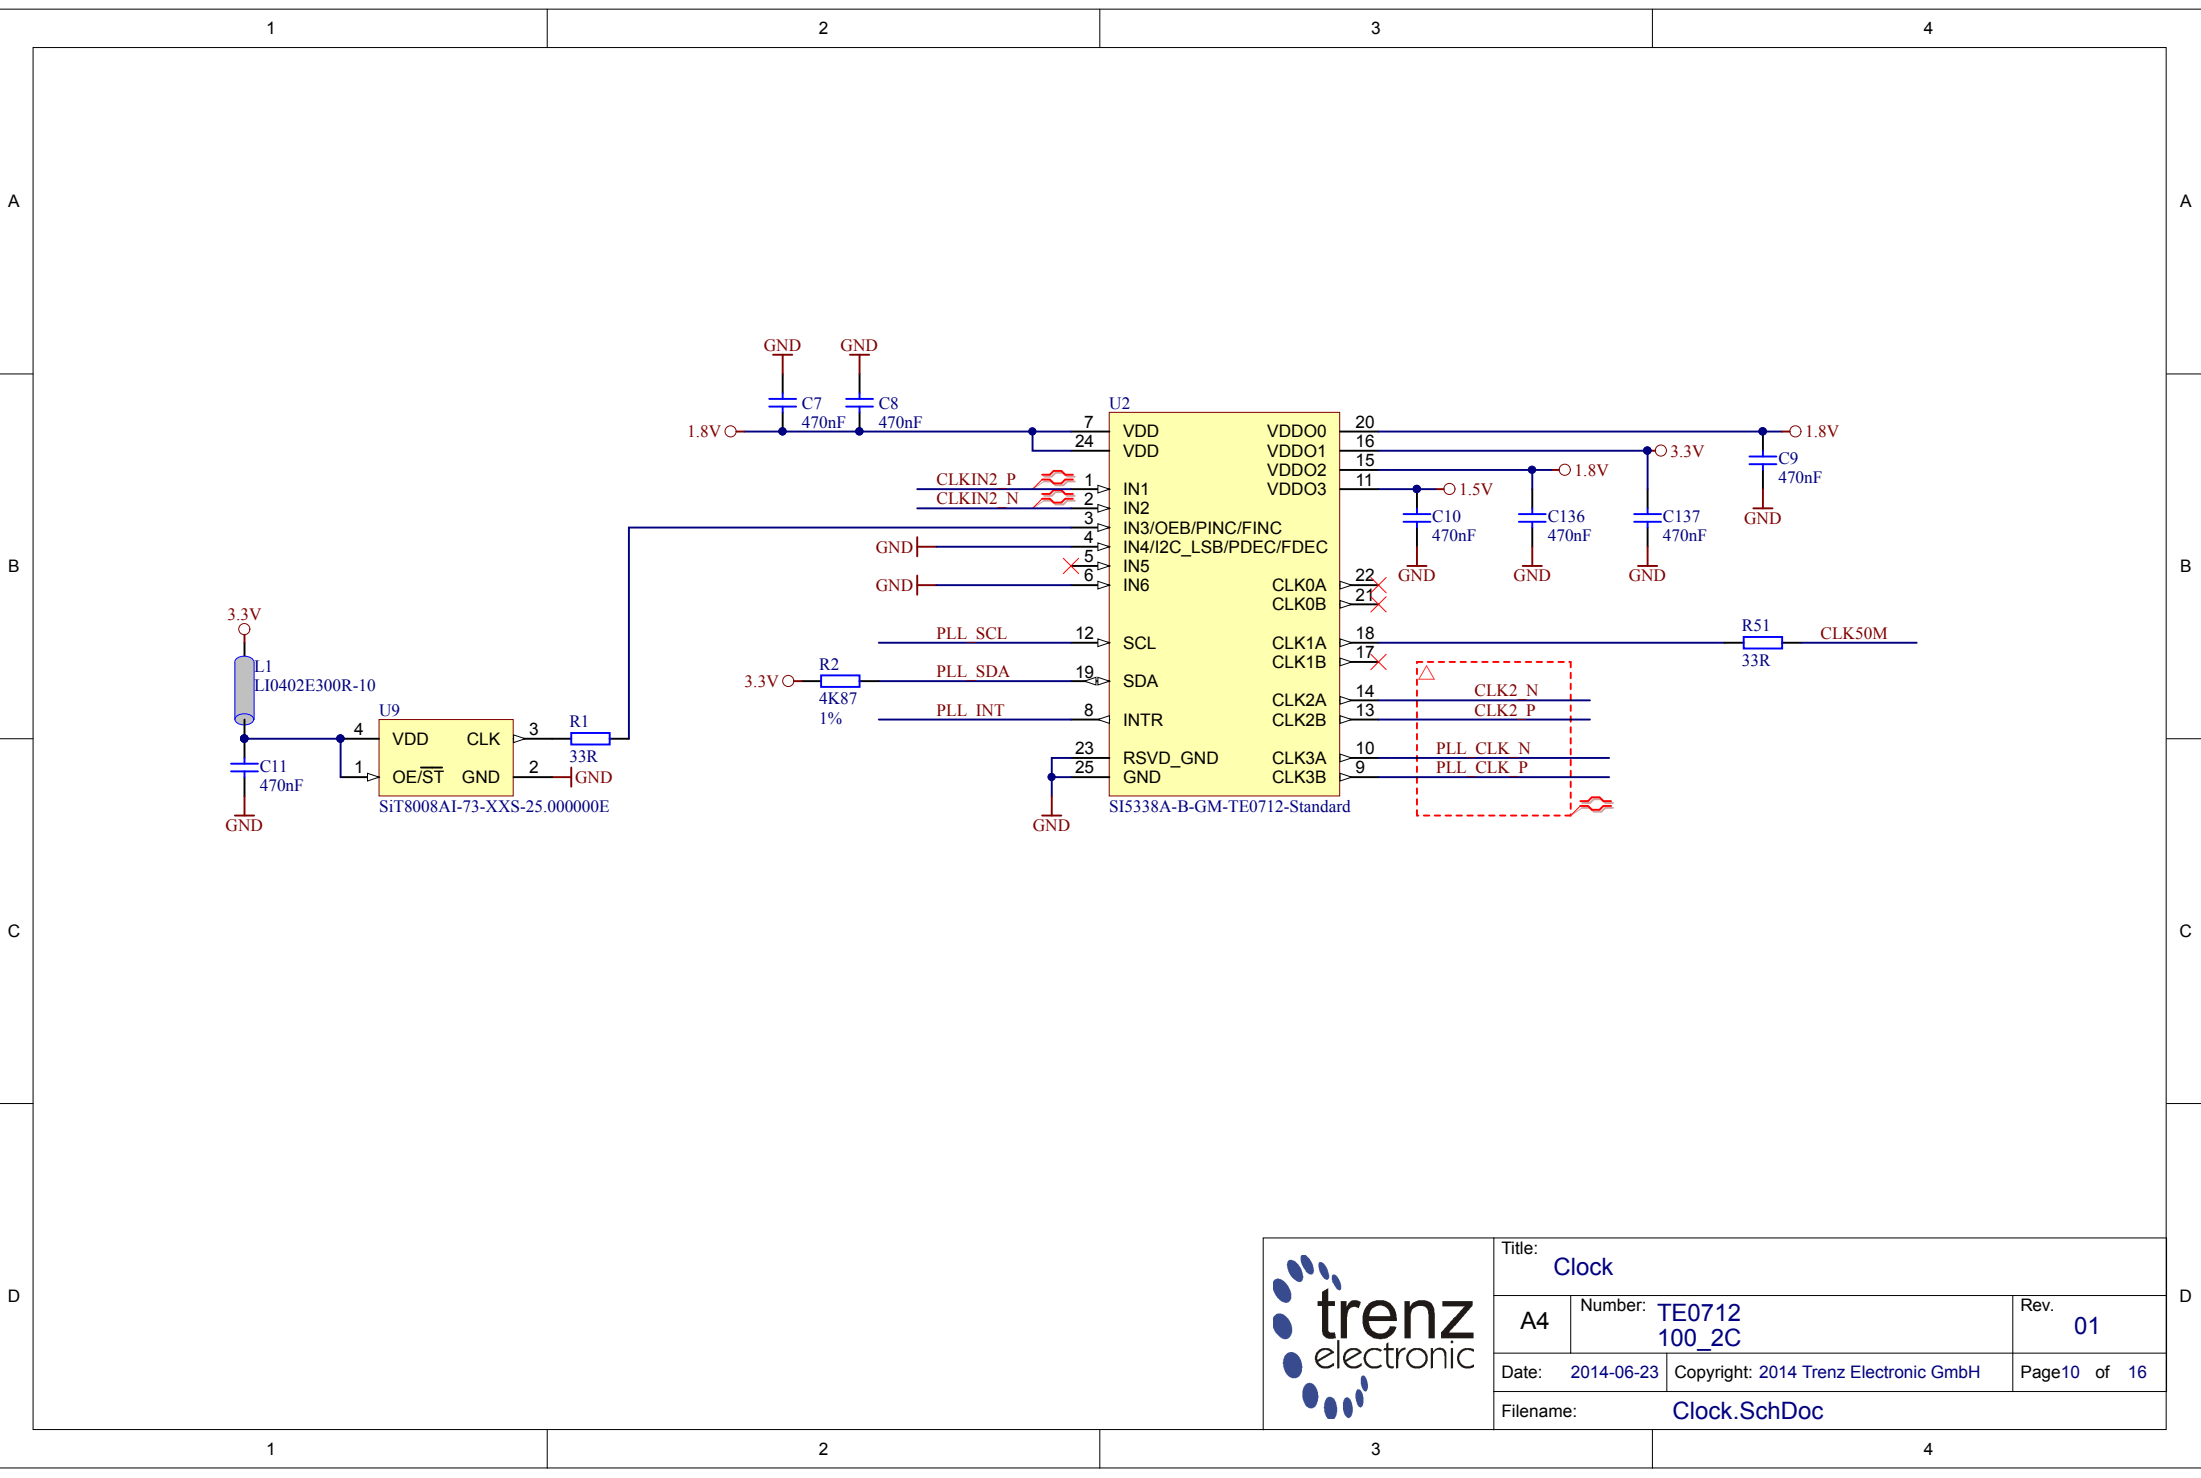 1 2 3 4
A A
GND GND
C7 C8
470nF 470nF
1.8V
U2
7 VDD VDDO0 20 1.8V
24 VDD VDDO1 16 3.3V
VDDO2 15 1.8V
CLKIN2_P 1 IN1 VDDO3 11 1.5V
CLKIN2_N 2 IN2
C9
470nF
GND
3 IN3/OEB/PINC/FINC
GND 4 IN4/I2C_LSB/PDEC/FDEC
5 IN5
GND 6 IN6
C10 C136 C137
470nF 470nF 470nF
GND GND GND
B B
CLK0A 22
CLK0B 21
PLL_SCL 12 SCL CLK1A 18 R51 CLK50M
33R
CLK1B 17
3.3V R2 PLL_SDA 19 SDA
4K87
1%
CLK2A 14 CLK2_N
PLL_INT 8 INTR CLK2B 13 CLK2_P
23 RSVD_GND CLK3A 10 PLL_CLK_N
25 GND CLK3B 9 PLL_CLK_P
GND
SI5338A-B-GM-TE0712-Standard
3.3V
L1
LI0402E300R-10
U9
4 VDD CLK 3 R1
33R
1 OE/ST GND 2 GND
SiT8008AI-73-XXS-25.000000E
C11
470nF
GND
C C
D D
trenz
electronic
Title:
Clock
A4 Number: TE0712
100_2C
Rev.
01
Date: 2014-06-23 Copyright: 2014 Trenz Electronic GmbH Page10 of 16
Filename: Clock.SchDoc
1 2 3 4